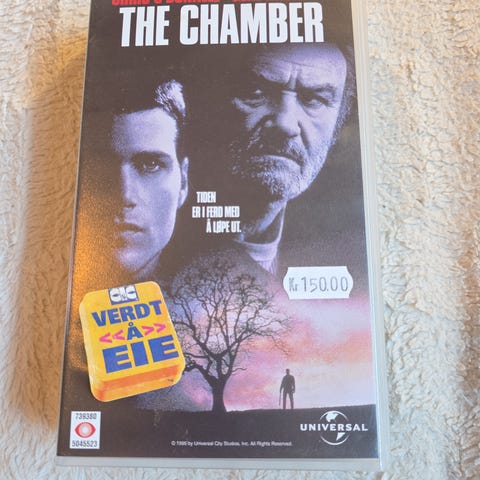 THE CHAMBER
TIDEN
ER I FERD MED
Å LØPE UT.
Kr 150.00
CIC
VERDT
<<Å>>
EIE
739380
5045523
UNIVERSAL
© 1996 by Universal City Studios, Inc. All Rights Reserved.